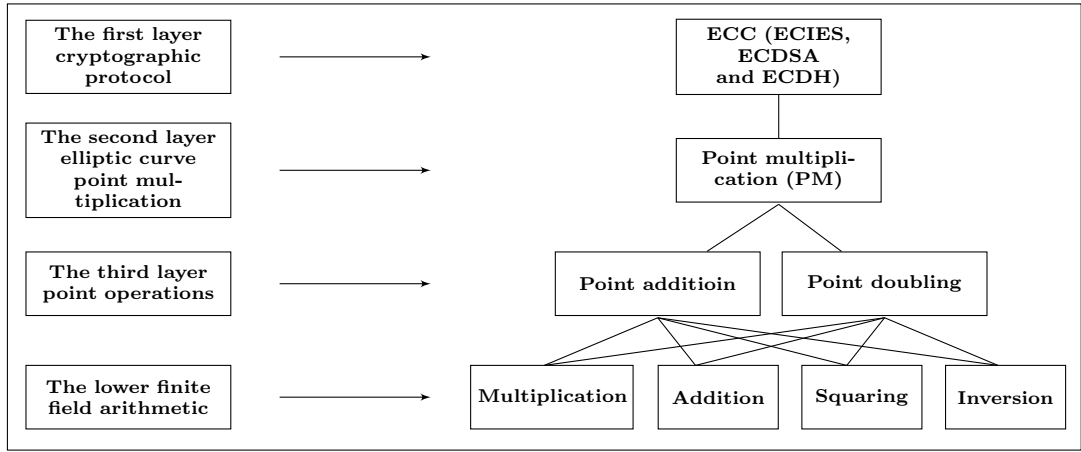 The first layer
cryptographic
protocol
ECC (ECIES,
ECDSA
and ECDH)
The second layer
elliptic curve
point mul-
tiplication
Point multipli-
cation (PM)
The third layer
point operations
Point additioin
Point doubling
The lower finite
field arithmetic
Multiplication
Addition
Squaring
Inversion